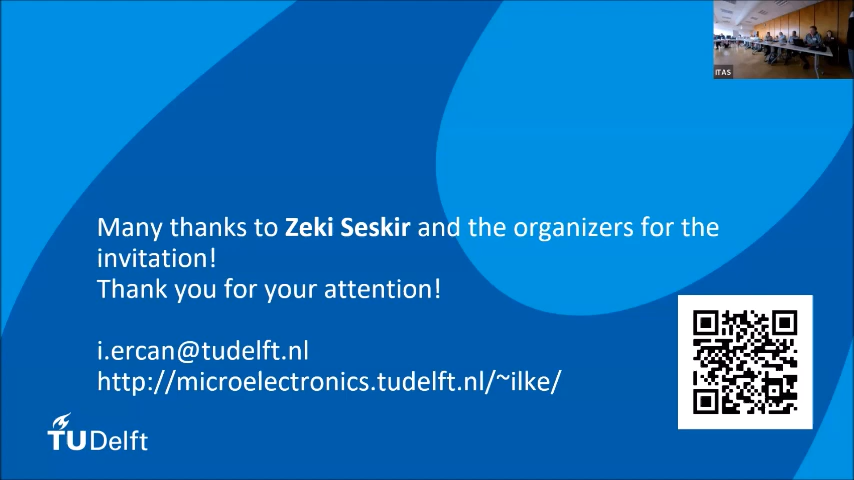 ITAS
Many thanks to Zeki Seskir and the organizers for the
invitation!
Thank you for your attention!
i.ercan@tudelft.nl
http://microelectronics.tudelft.nl/~ilke/
TUDelft